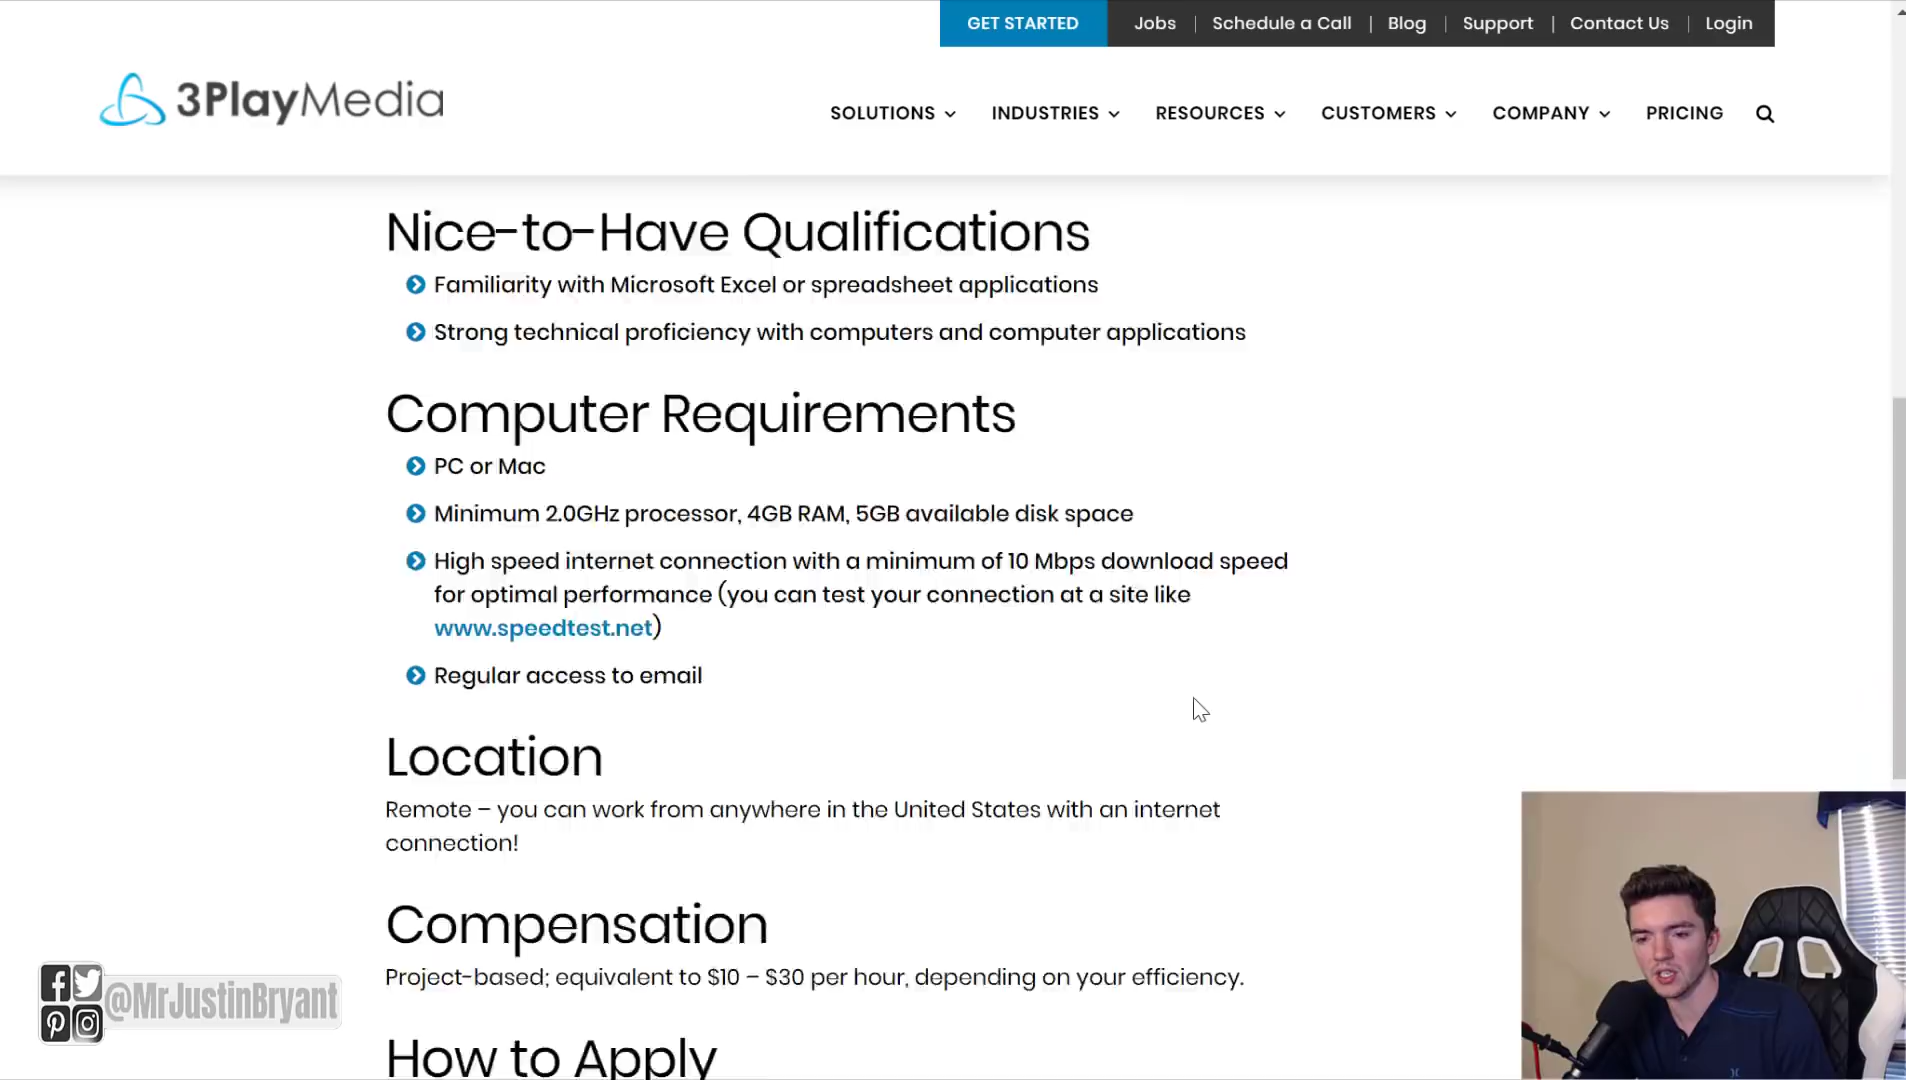 GET STARTED
Jobs | Schedule a Call | Blog | Support | Contact Us | Login
3PlayMedia
SOLUTIONS INDUSTRIES RESOURCES CUSTOMERS COMPANY PRICING
Nice-to-Have Qualifications
Familiarity with Microsoft Excel or spreadsheet applications
Strong technical proficiency with computers and computer applications
Computer Requirements
PC or Mac
Minimum 2.0GHz processor, 4GB RAM, 5GB available disk space
High speed internet connection with a minimum of 10 Mbps download speed
for optimal performance (you can test your connection at a site like
www.speedtest.net)
Regular access to email
Location
Remote – you can work from anywhere in the United States with an internet
connection!
Compensation
Project-based; equivalent to $10 – $30 per hour, depending on your efficiency.
@MrJustinBryant
How to Apply